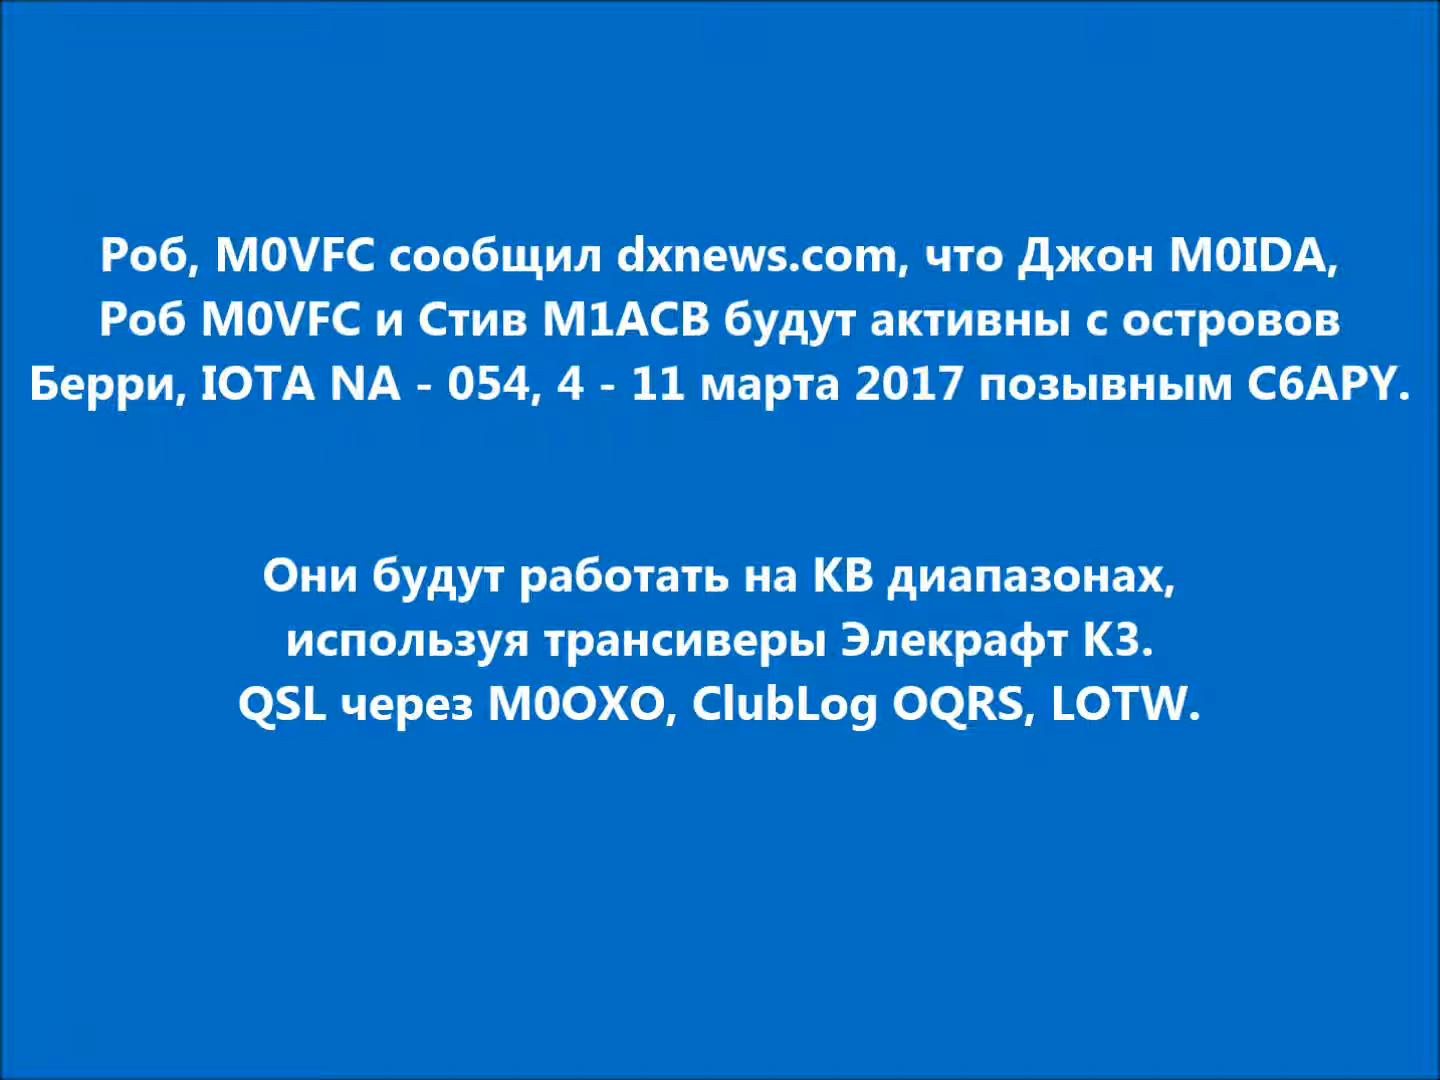 Роб, M0VFC сообщил dxnews.com, что Джон M0IDA,
Роб M0VFC и Стив M1ACB будут активны с островов
Берри, IOTA NA - 054, 4 - 11 марта 2017 позывным C6APY.
Они будут работать на КВ диапазонах,
используя трансиверы Элекрафт К3.
QSL через M0OXO, ClubLog OQRS, LOTW.